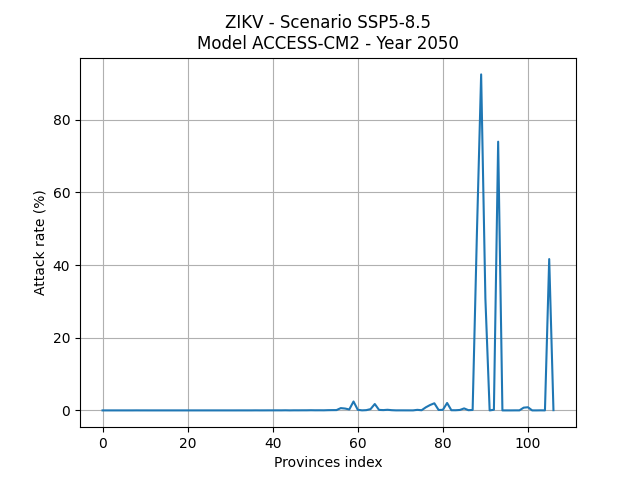 ZIKV - Scenario SSP5-8.5
Model ACCESS-CM2 - Year 2050
Attack rate (%)
80
60
40
20
0
0 20 40 60 80 100
Provinces index